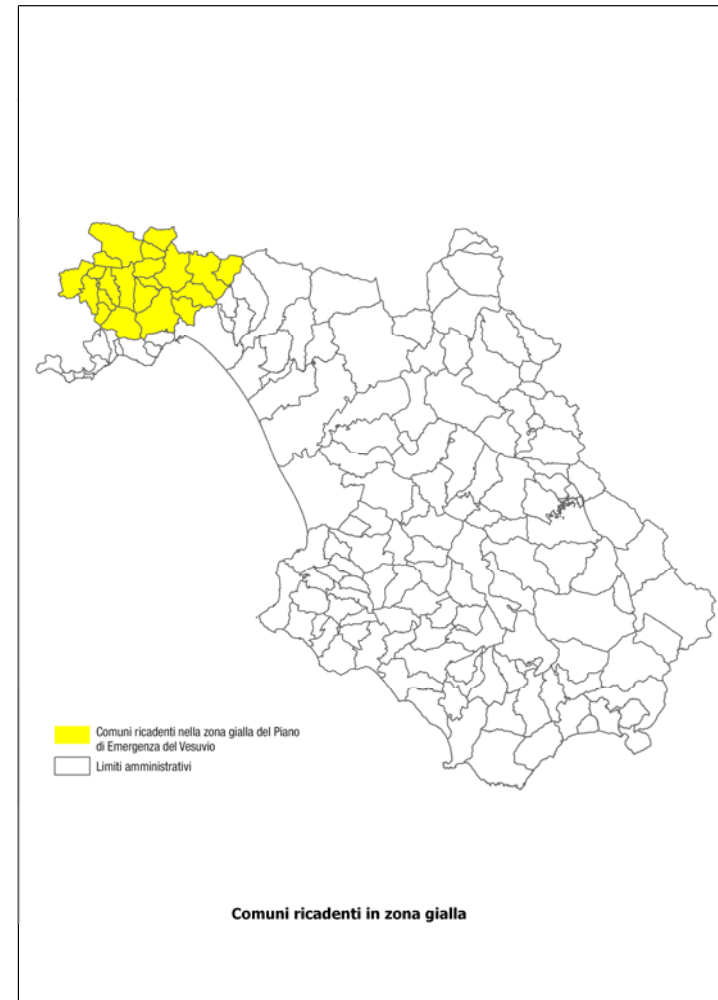 Comuni ricadenti nella zona gialla del Piano
di Emergenza del Vesuvio
Limiti amministrativi
Comuni ricadenti in zona gialla